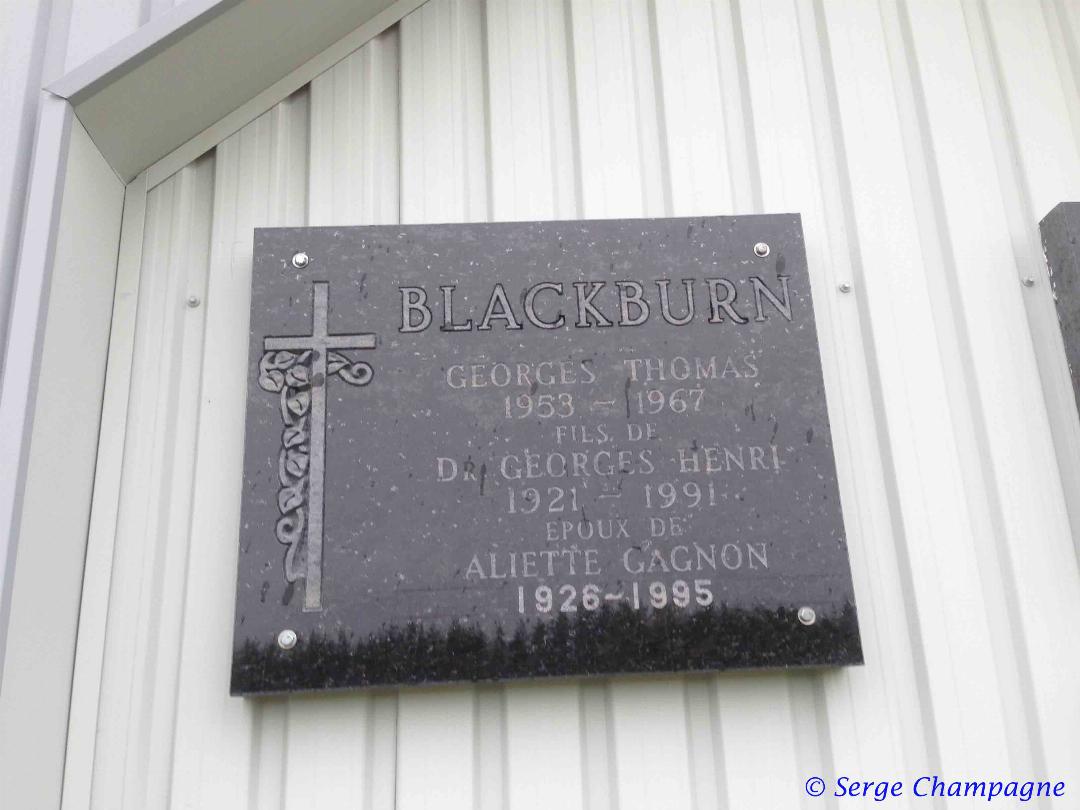 BLACKBURN
GEORGES THOMAS
1953 - 1967
FILS DE
DR GEORGES HENRI
1921 - 1991
EPOUX DE
ALIETTE GAGNON
1926-1995
© Serge Champagne